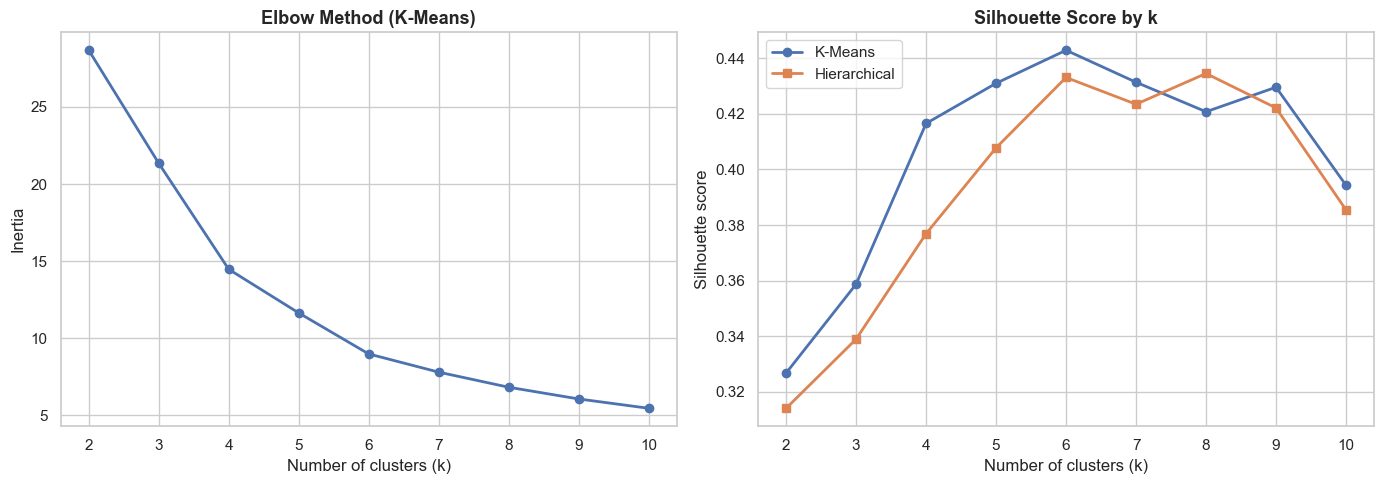 Elbow Method (K-Means)
25
20
15
10
5
Inertia
2 3 4 5 6 7 8 9 10
Number of clusters (k)
Silhouette Score by k
K-Means
Hierarchical
0.44
0.42
0.40
0.38
0.36
0.34
0.32
Silhouette score
2 3 4 5 6 7 8 9 10
Number of clusters (k)